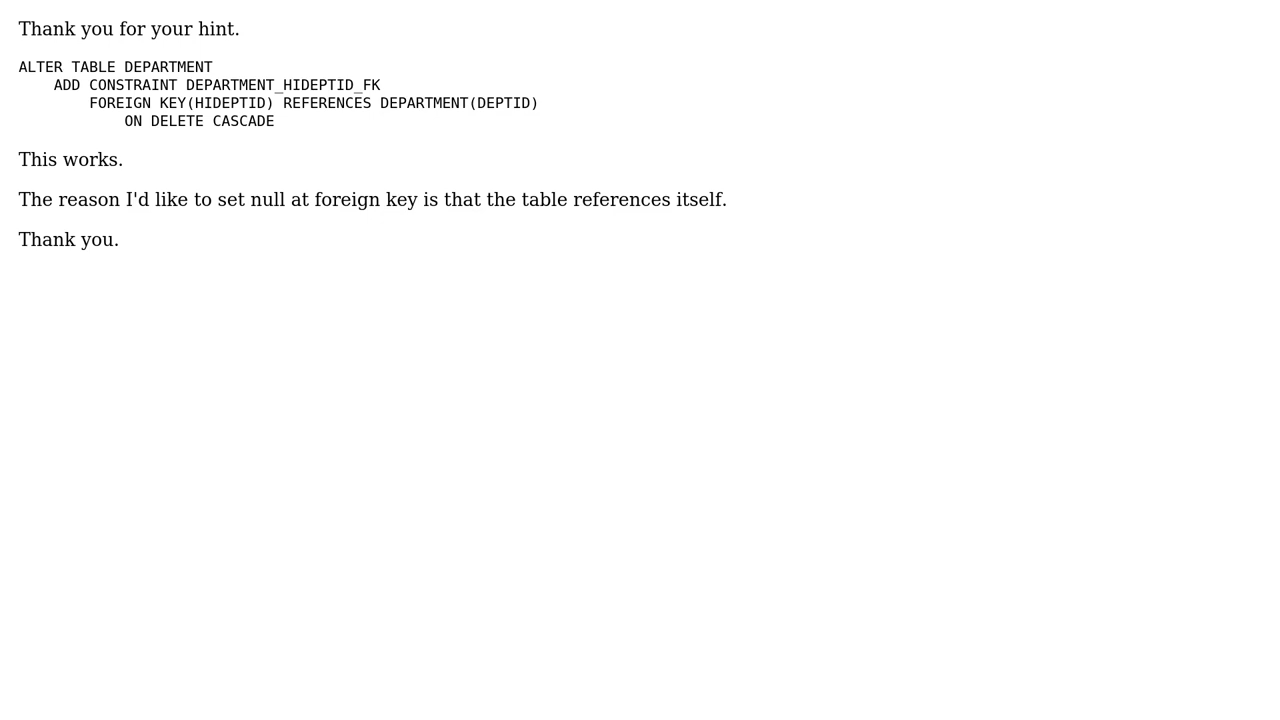 Thank you for your hint.
ALTER TABLE DEPARTMENT
    ADD CONSTRAINT DEPARTMENT_HIDEPTID_FK
        FOREIGN KEY(HIDEPTID) REFERENCES DEPARTMENT(DEPTID)
            ON DELETE CASCADE
This works.
The reason I'd like to set null at foreign key is that the table references itself.
Thank you.